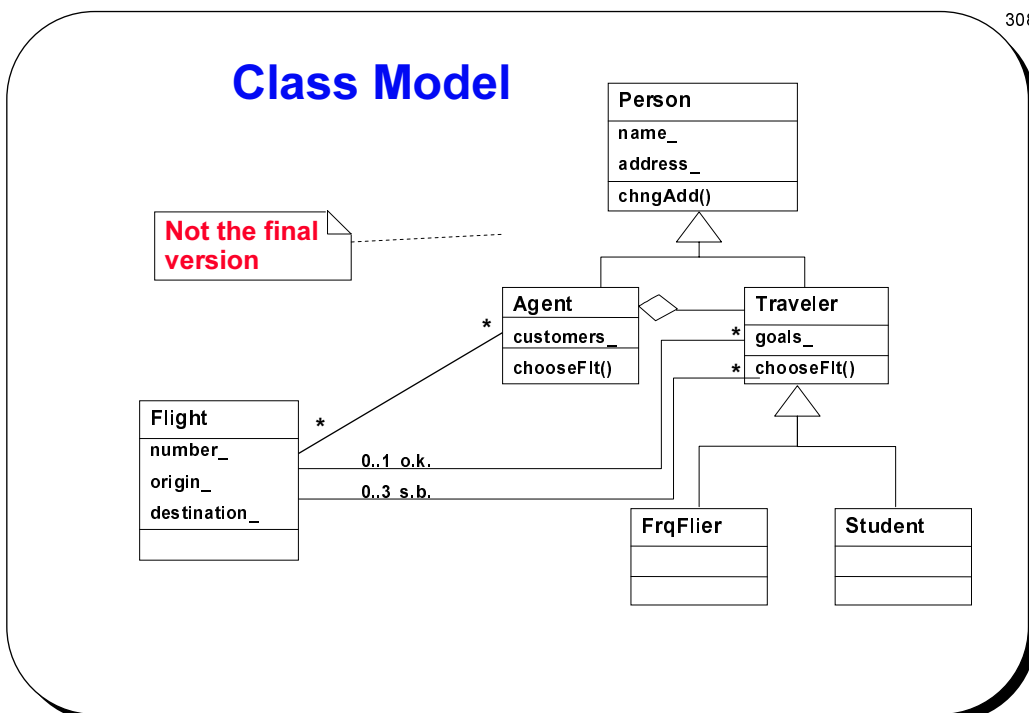 308
Class Model
Person
name_
address_
chngAdd()
Not the final
version
Agent
customers_
chooseFlt()
Traveler
goals_
chooseFlt()
*
*
*
*
Flight
number_
origin_
destination_
0..1 o.k.
0..3 s.b.
FrqFlier
Student